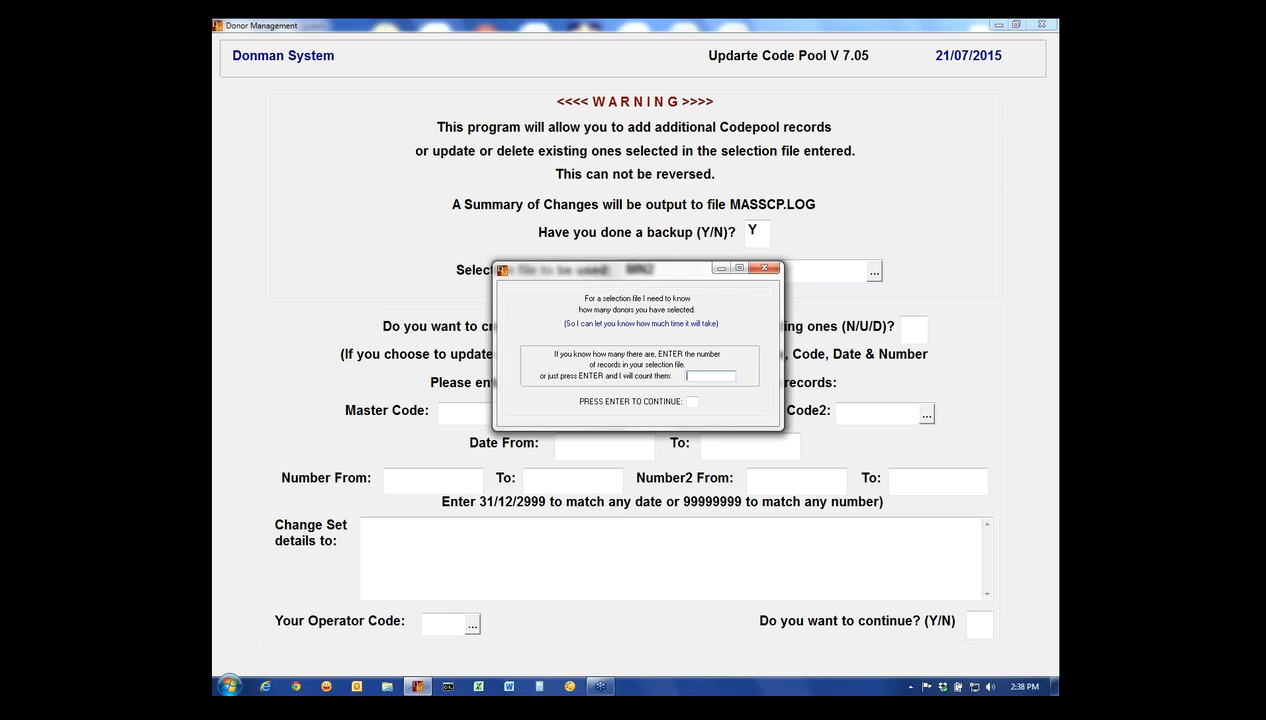 Donor Management
Donman System
Updarte Code Pool V 7.05
21/07/2015
<<<< W A R N I N G >>>>
This program will allow you to add additional Codepool records
or update or delete existing ones selected in the selection file entered.
This can not be reversed.
A Summary of Changes will be output to file MASSCP.LOG
Have you done a backup (Y/N)? Y
Select file to be used: MN2 ...
For a selection file I need to know
how many donors you have selected.
(So I can let you know how much time it will take)
If you know how many there are, ENTER the number
of records in your selection file.
or just press ENTER and I will count them:
PRESS ENTER TO CONTINUE:
Do you want to cr ing ones (N/U/D)?
(If you choose to update , Code, Date & Number
Please en records:
Master Code: Code2: ...
Date From: To:
Number From: To: Number2 From: To:
Enter 31/12/2999 to match any date or 99999999 to match any number)
Change Set
details to:
Your Operator Code: ... Do you want to continue? (Y/N)
2:38 PM